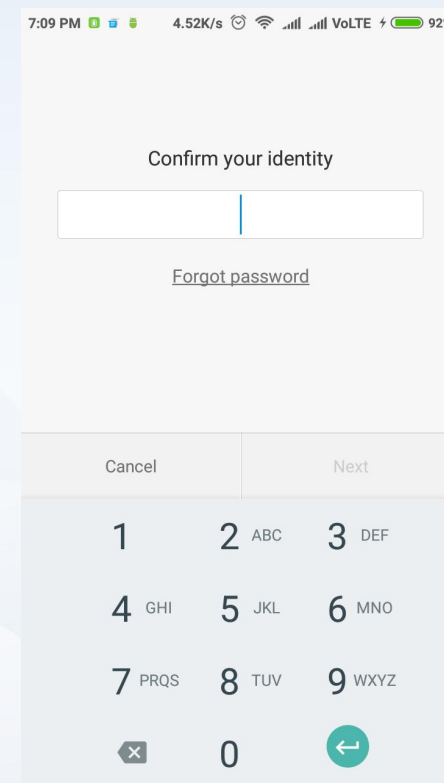 7:09 PM 4.52K/s VoLTE 92
Confirm your identity
Forgot password
Cancel Next
1 2 ABC 3 DEF
4 GHI 5 JKL 6 MNO
7 PRQS 8 TUV 9 WXYZ
0